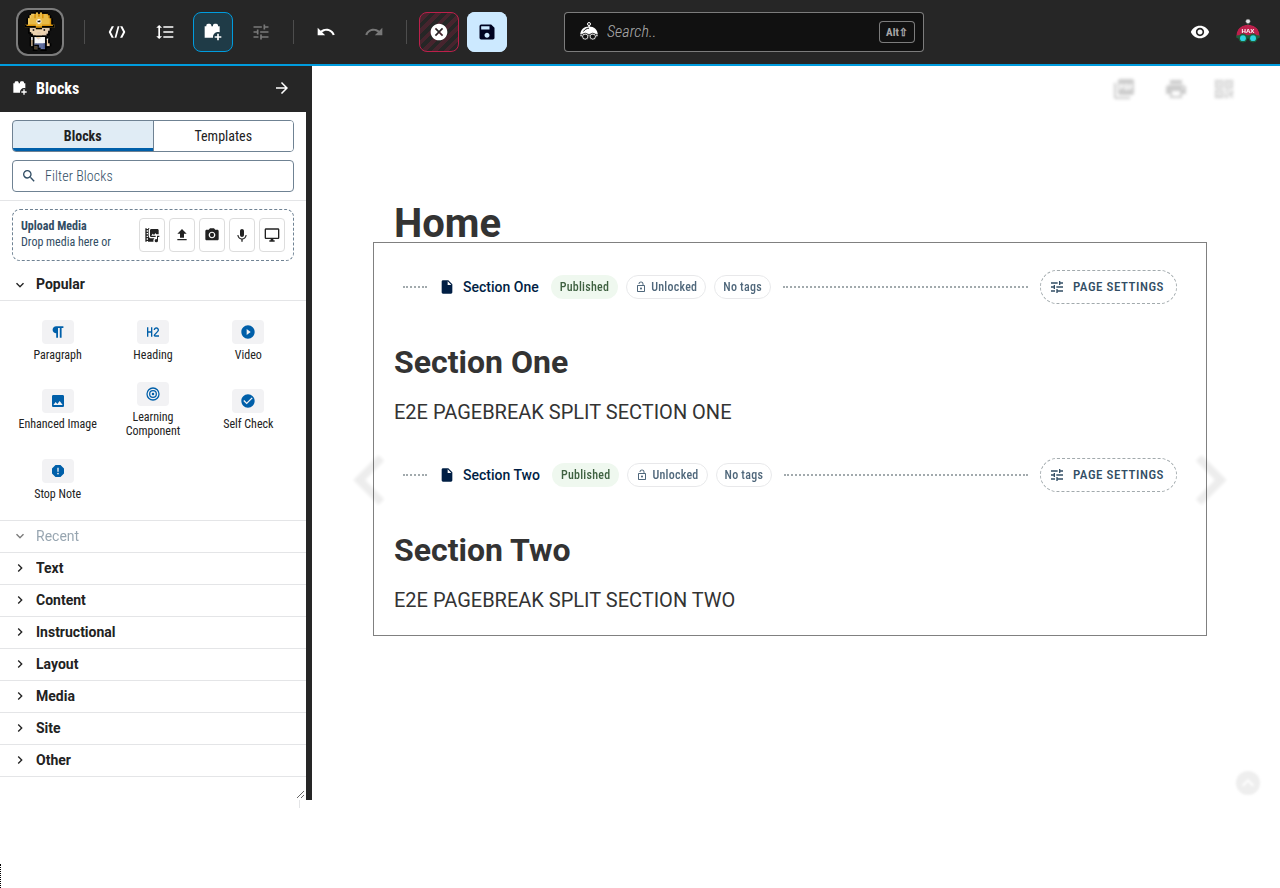 Search..
Alt⇧
HAX
Blocks
Blocks
Templates
Filter Blocks
Upload Media
Drop media here or
Popular
Paragraph
H2
Heading
Video
Enhanced Image
Learning
Component
Self Check
Stop Note
Recent
Text
Content
Instructional
Layout
Media
Site
Other
Home
Section One
Published
Unlocked
No tags
PAGE SETTINGS
Section One
E2E PAGEBREAK SPLIT SECTION ONE
Section Two
Published
Unlocked
No tags
PAGE SETTINGS
Section Two
E2E PAGEBREAK SPLIT SECTION TWO